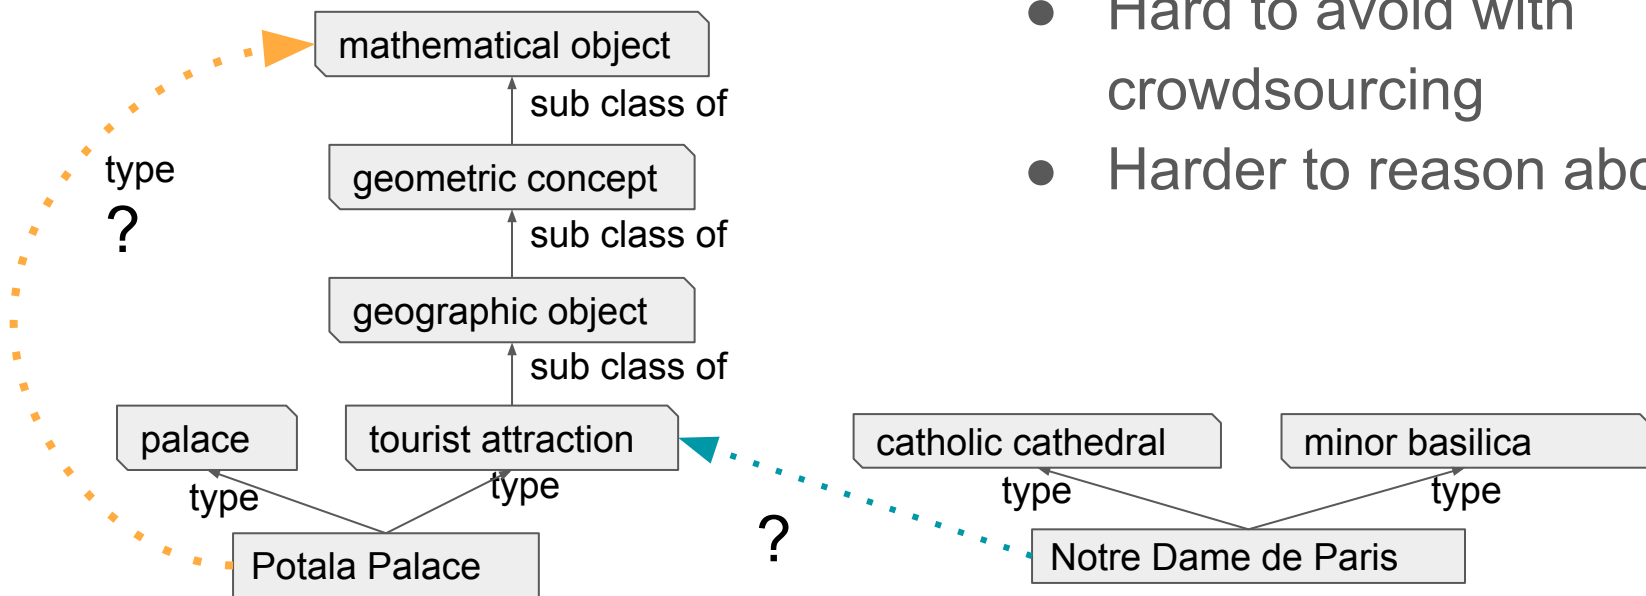 ● Hard to avoid with
crowdsourcing
● Harder to reason
mathematical object
sub class of
type
?
geometric concept
sub class of
geographic object
sub class of
palace
tourist attraction
catholic cathedral
minor basilica
type
type
type
type
?
Potala Palace
Notre Dame de Paris